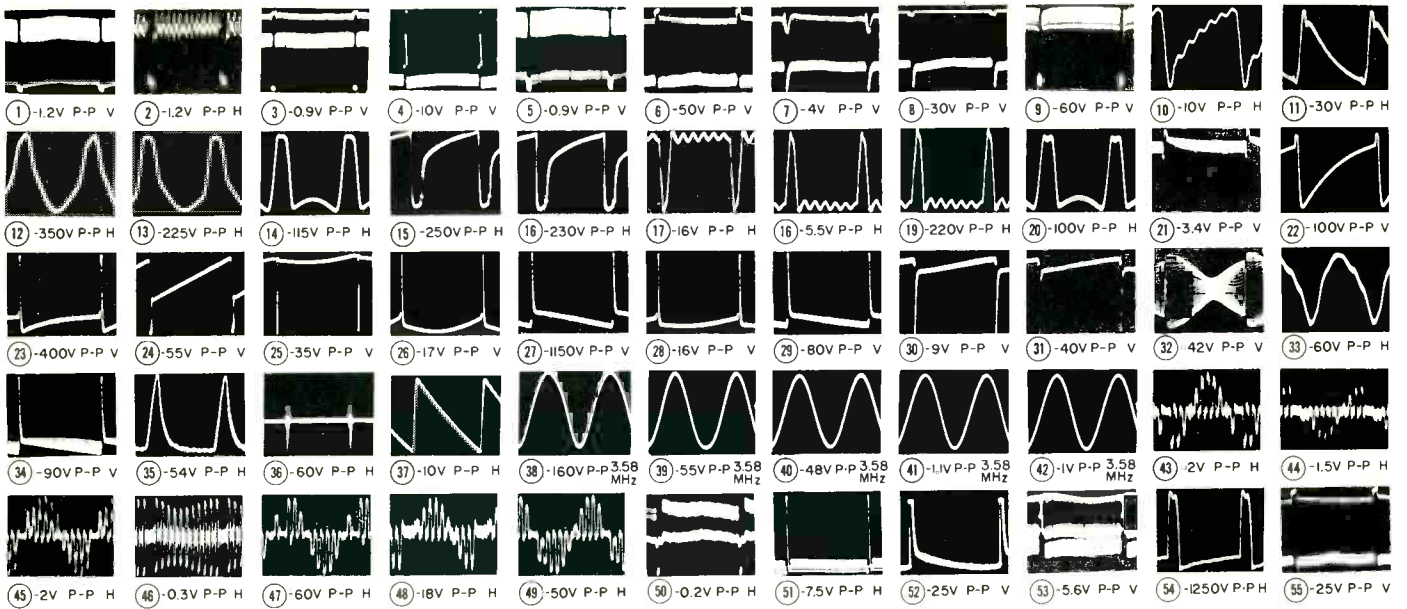 1 -1.2V P-P V 2 -1.2V P-P H 3 -0.9V P-P V 4 -10V P-P V 5 -0.9V P-P V 6 -50V P-P V 7 -4V P-P V 8 -30V P-P V 9 -60V P-P V 10 -10V P-P H 11 -30V P-P H
12 -350V P-P H 13 -225V P-P H 14 -115V P-P H 15 -250V P-P H 16 -230V P-P H 17 -16V P-P H 16 -5.5V P-P H 19 -220V P-P H 20 -100V P-P H 21 -3.4V P-P V 22 -100V P-P V
23 -400V P-P V 24 -55V P-P V 25 -35V P-P V 26 -17V P-P V 27 -1150V P-P V 28 -16V P-P V 29 -80V P-P V 30 -9V P-P V 31 -40V P-P V 32 -42V P-P V 33 -60V P-P H
34 -90V P-P V 35 -54V P-P H 36 -60V P-P H 37 -10V P-P H 38 -160V P-P 3.58 MHz 39 -55V P-P 3.58 MHz 40 -48V P-P 3.58 MHz 41 -1.1V P-P 3.58 MHz 42 -1V P-P 3.58 MHz 43 -2V P-P H 44 -1.5V P-P H
45 -2V P-P H 46 -0.3V P-P H 47 -60V P-P H 48 -18V P-P H 49 -50V P-P H 50 -0.2V P-P H 51 -7.5V P-P H 52 -25V P-P V 53 -5.6V P-P V 54 -1250V P-P H 55 -25V P-P V